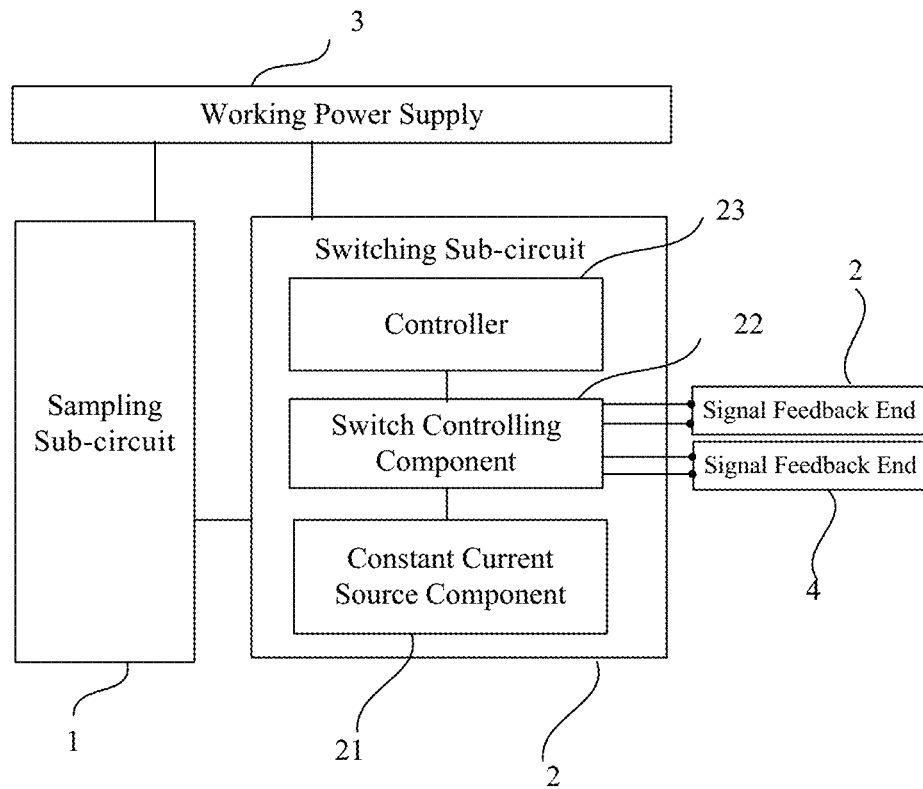 3
Working Power Supply
23
Switching Sub-circuit
2
Controller
22
Sampling
Sub-circuit
Switch Controlling
Component
Signal Feedback End
Signal Feedback End
Constant Current
Source Component
4
1
21
2